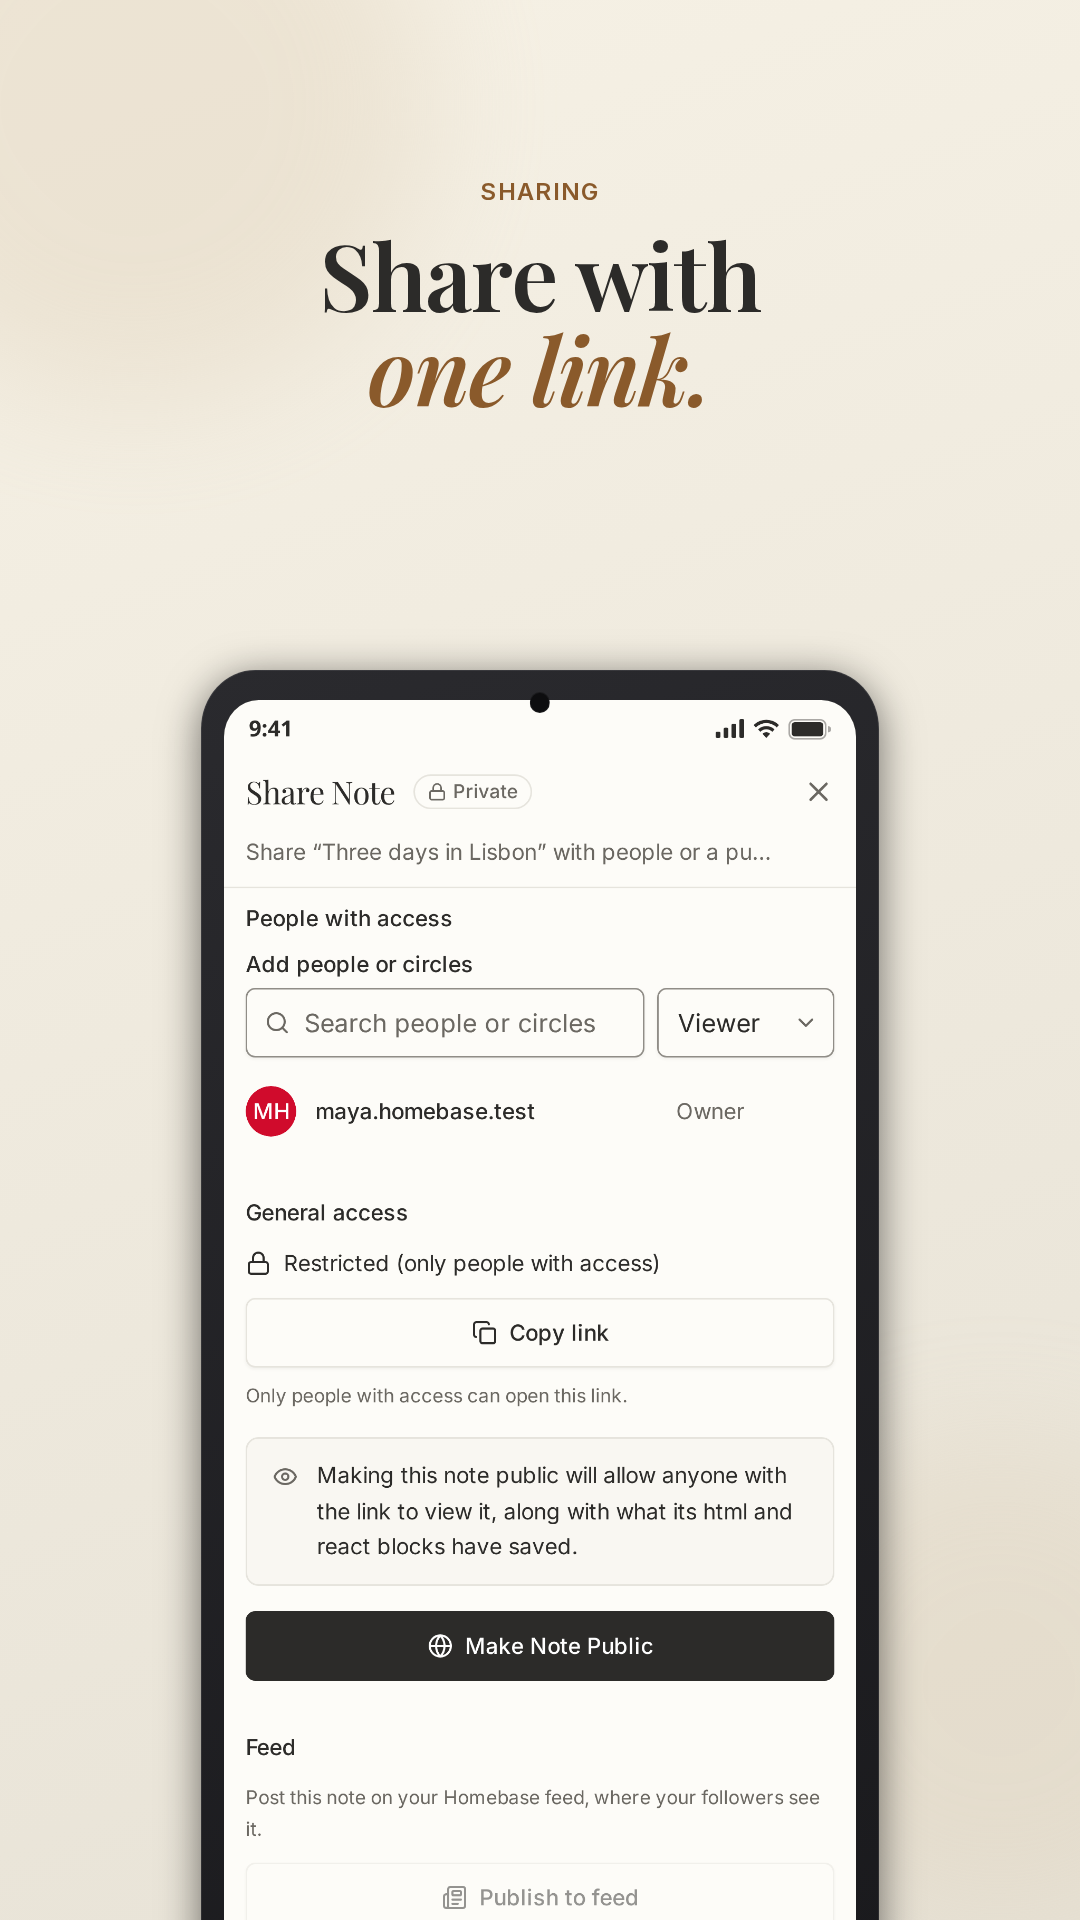 SHARING
Share with
one link.
9:41
Share Note
Private
Share “Three days in Lisbon” with people or a pu...
People with access
Add people or circles
Search people or circles
Viewer
MH
maya.homebase.test
Owner
General access
Restricted (only people with access)
Copy link
Only people with access can open this link.
Making this note public will allow anyone with
the link to view it, along with what its html and
react blocks have saved.
Make Note Public
Feed
Post this note on your Homebase feed, where your followers see
it.
Publish to feed